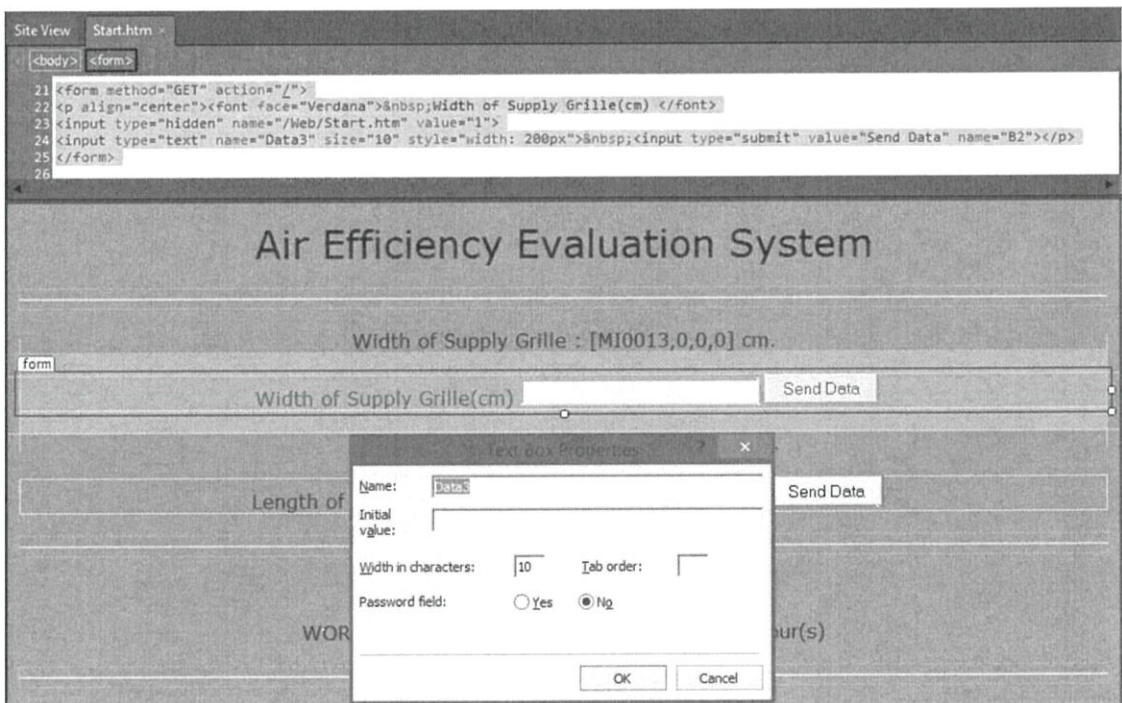 Site View Start.htm ×
<body> <form>
21 <form method="GET" action="/">
22 <p align="center"><font face="Verdana">&nbsp;Width of Supply Grille(cm) </font>
23 <input type="hidden" name="/Web/Start.htm" value="1">
24 <input type="text" name="Data3" size="10" style="width: 200px">&nbsp;<input type="submit" value="Send Data" name="B2"></p>
25 </form>
26
Air Efficiency Evaluation System
Width of Supply Grille : [MI0013,0,0,0] cm.
form
Width of Supply Grille(cm) Send Data
Text Box Properties ? ×
Name: Data3
Length of Send Data
Initial value:
Width in characters: 10 Tab order:
Password field: Yes No
WOR our(s)
OK Cancel